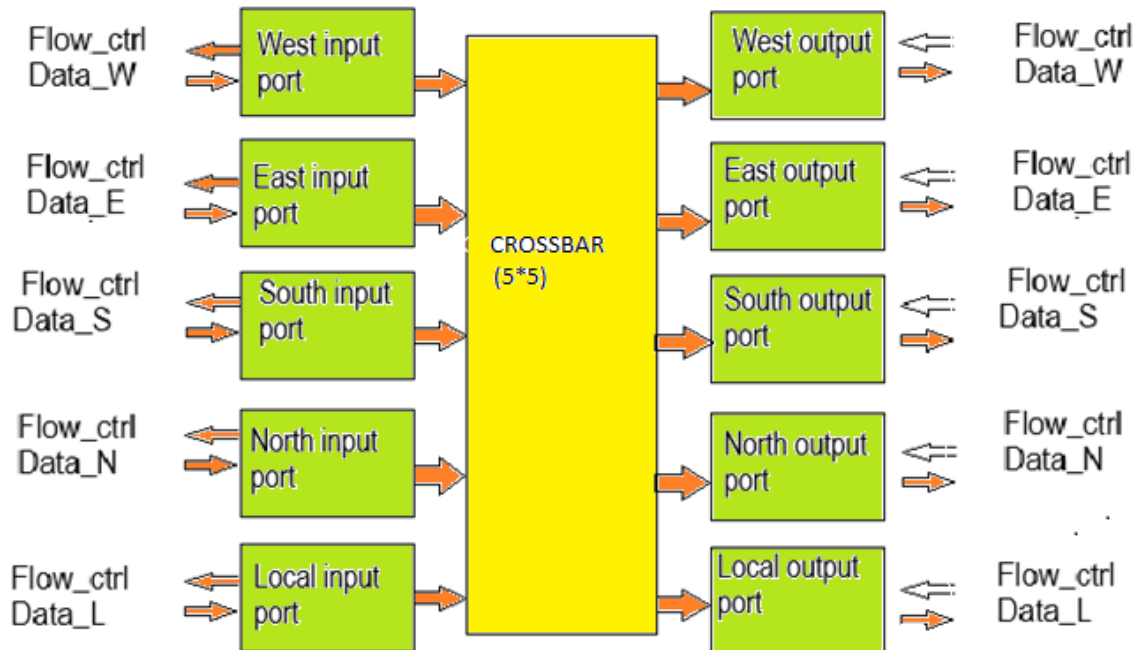 Flow_ctrl
Data_W
West input
port
West output
port
Flow_ctrl
Data_W
Flow_ctrl
Data_E
East input
port
East output
port
Flow_ctrl
Data_E
CROSSBAR
(5*5)
Flow_ctrl
Data_S
South input
port
South output
port
Flow_ctrl
Data_S
Flow_ctrl
Data_N
North input
port
North output
port
Flow_ctrl
Data_N
Flow_ctrl
Data_L
Local input
port
Local output
port
Flow_ctrl
Data_L